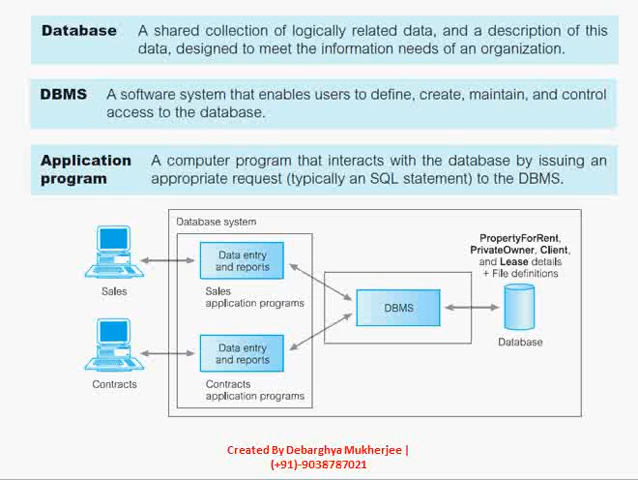 Database A shared collection of logically related data, and a description of this
data, designed to meet the information needs of an organization.
DBMS A software system that enables users to define, create, maintain, and control
access to the database.
Application program A computer program that interacts with the database by issuing an
appropriate request (typically an SQL statement) to the DBMS.
Database system
Data entry
and reports
Sales
Sales
application programs
PropertyForRent,
PrivateOwner, Client,
and Lease details
+ File definitions
DBMS
Database
Data entry
and reports
Contracts
Contracts
application programs
Created By Debarghya Mukherjee |
(+91)-9038787021